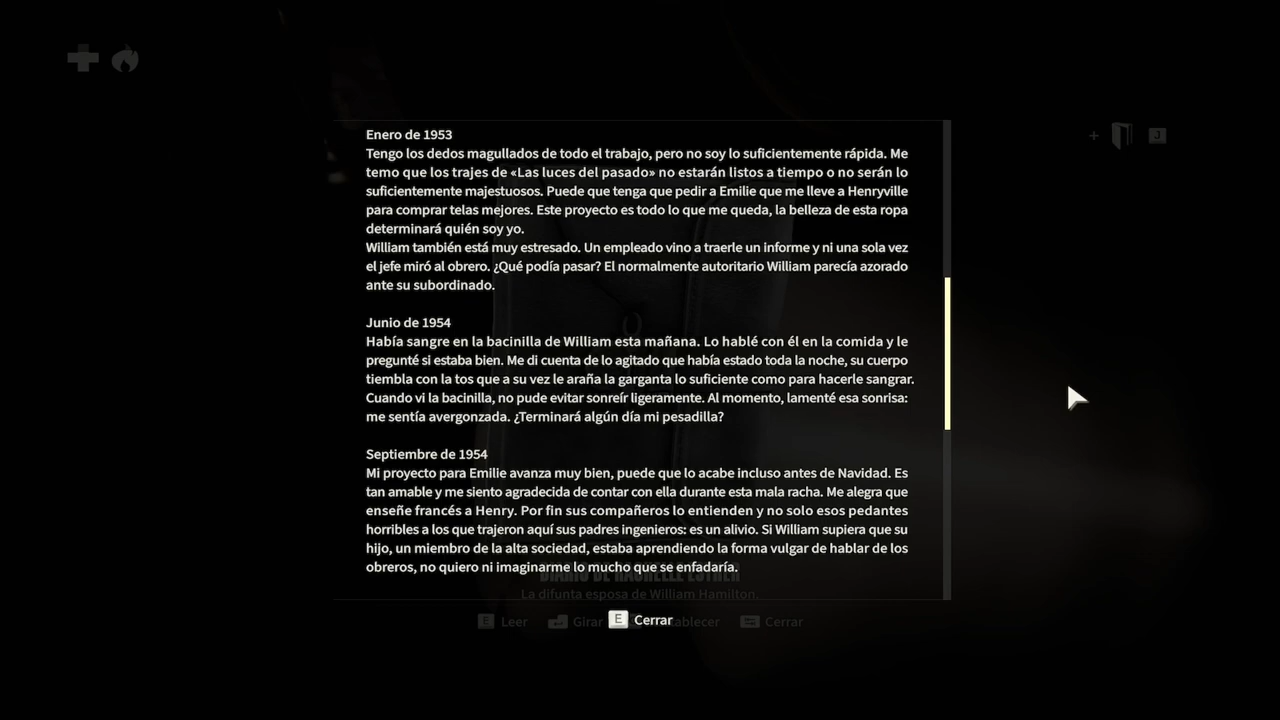 J
Enero de 1953
Tengo los dedos magullados de todo el trabajo, pero no soy lo suficientemente rápida. Me
temo que los trajes de «Las luces del pasado» no estarán listos a tiempo o no serán lo
suficientemente majestuosos. Puede que tenga que pedir a Emilie que me lleve a Henryville
para comprar telas mejores. Este proyecto es todo lo que me queda, la belleza de esta ropa
determinará quién soy yo.
William también está muy estresado. Un empleado vino a traerle un informe y ni una sola vez
el jefe miró al obrero. ¿Qué podía pasar? El normalmente autoritario William parecía azorado
ante su subordinado.
Junio de 1954
Había sangre en la bacinilla de William esta mañana. Lo hablé con él en la comida y le
pregunté si estaba bien. Me di cuenta de lo agitado que había estado toda la noche, su cuerpo
tiembla con la tos que a su vez le araña la garganta lo suficiente como para hacerle sangrar.
Cuando vi la bacinilla, no pude evitar sonreír ligeramente. Al momento, lamenté esa sonrisa:
me sentía avergonzada. ¿Terminará algún día mi pesadilla?
Septiembre de 1954
Mi proyecto para Emilie avanza muy bien, puede que lo acabe incluso antes de Navidad. Es
tan amable y me siento agradecida de contar con ella durante esta mala racha. Me alegra que
enseñe francés a Henry. Por fin sus compañeros lo entienden y no solo esos pedantes
horribles a los que trajeron aquí sus padres ingenieros: es un alivio. Si William supiera que su
hijo, un miembro de la alta sociedad, estaba aprendiendo la forma vulgar de hablar de los
obreros, no quiero ni imaginarme lo mucho que se enfadaría.
La difunta esposa de William Hamilton.
E Leer Girar E Cerrar Cerrar